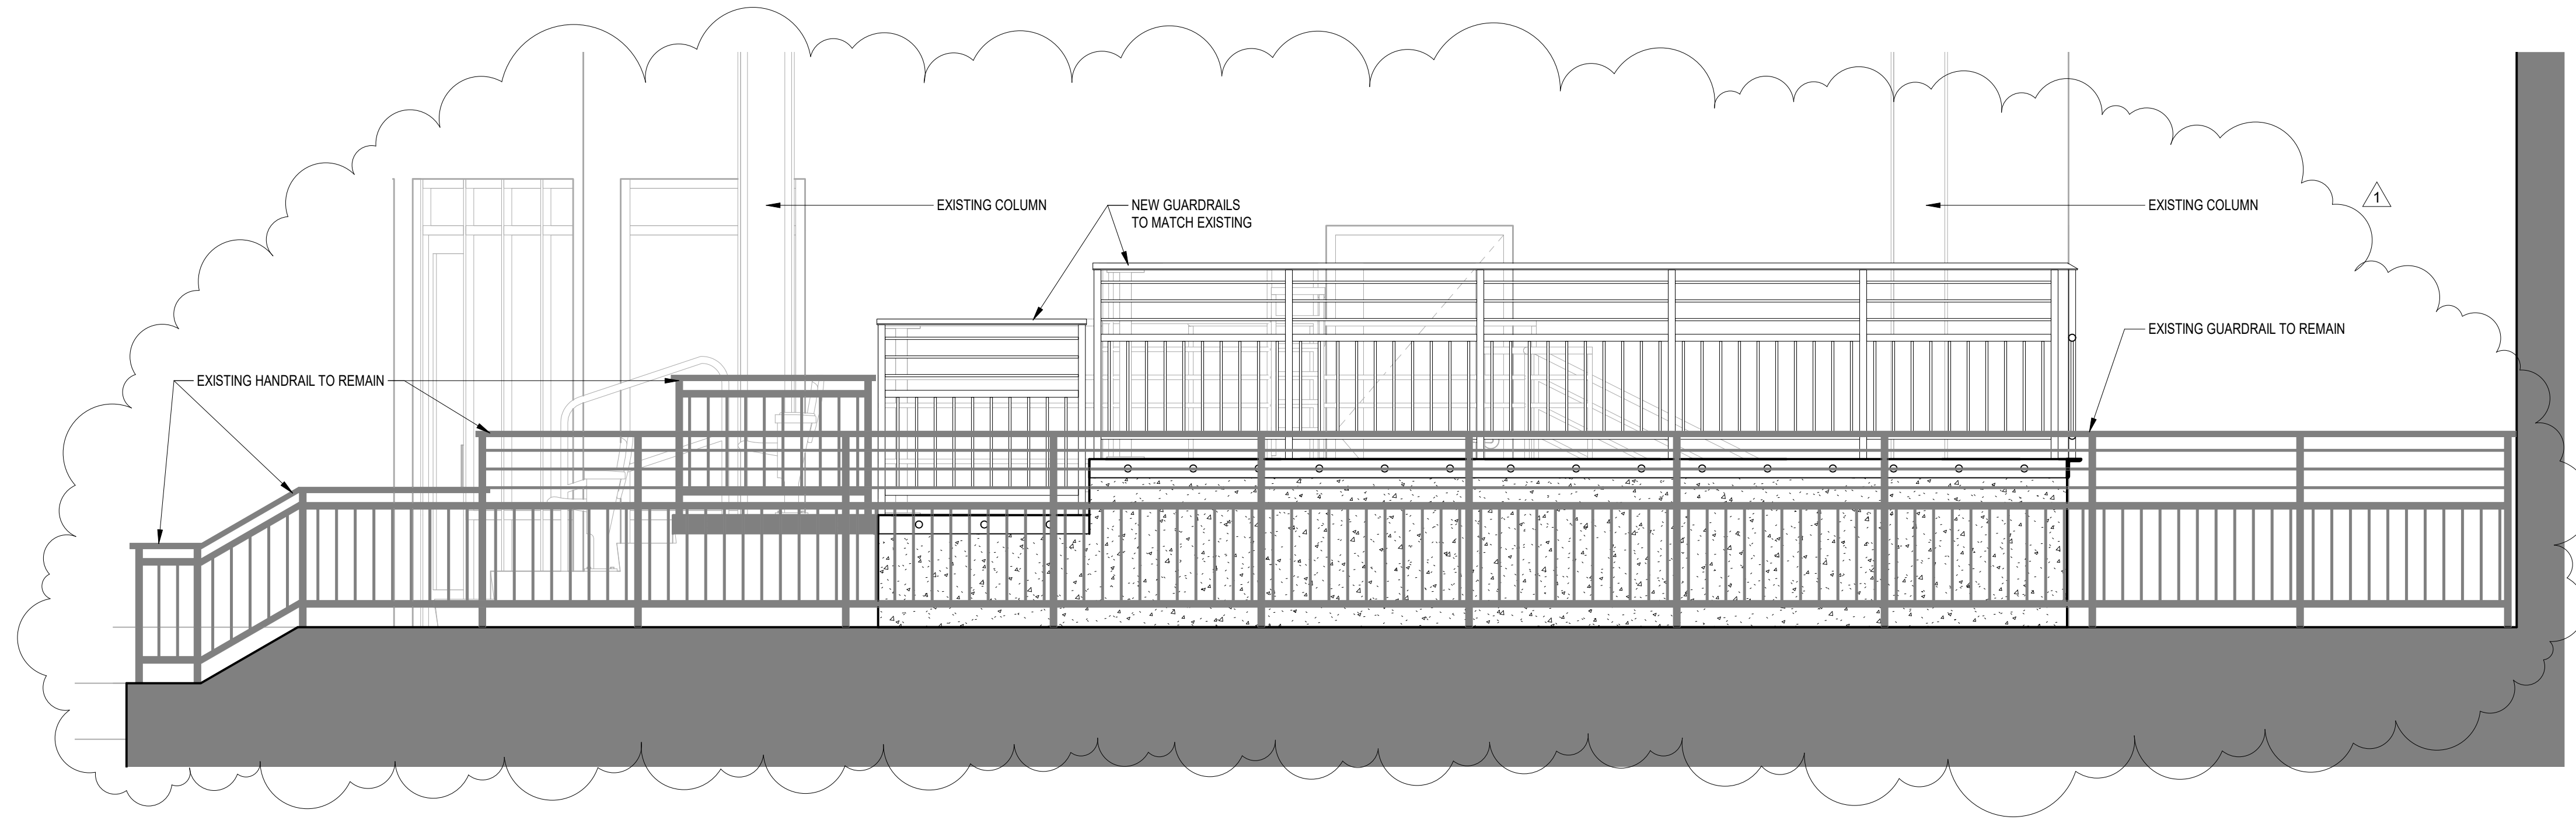 EXISTING COLUMN
NEW GUARDRAILS
TO MATCH EXISTING
EXISTING COLUMN
1
EXISTING GUARDRAIL TO REMAIN
EXISTING HANDRAIL TO REMAIN